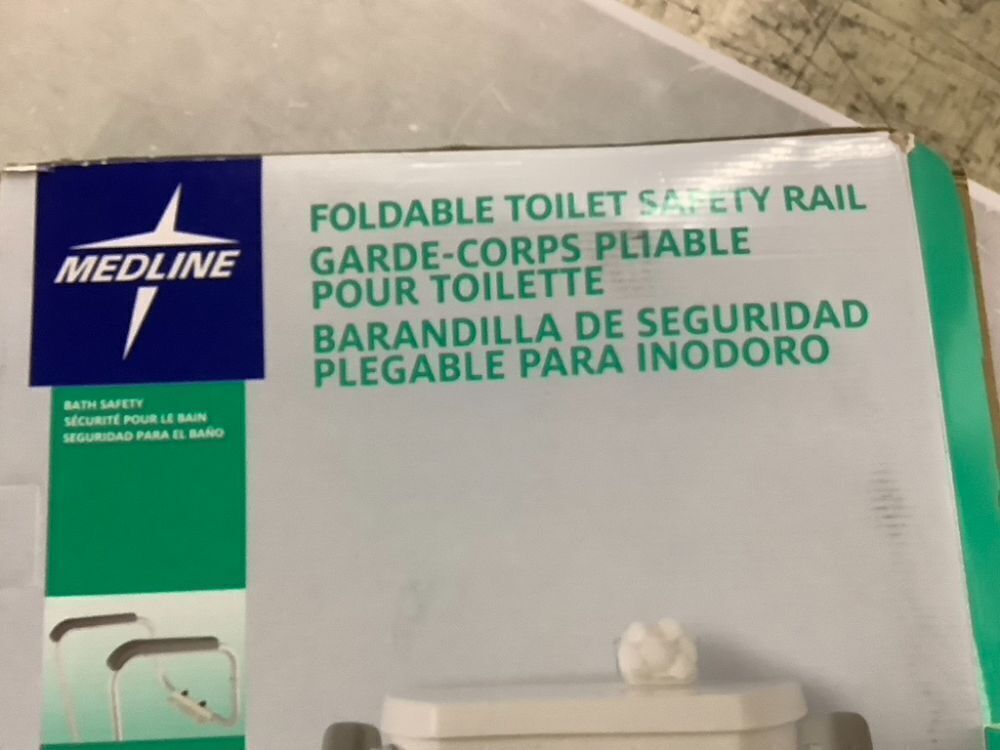 MEDLINE
FOLDABLE TOILET SAFETY RAIL
GARDE-CORPS PLIABLE
POUR TOILETTE
BARANDILLA DE SEGURIDAD
PLEGABLE PARA INODORO
BATH SAFETY
SÉCURITÉ POUR LE BAIN
SEGURIDAD PARA EL BAÑO